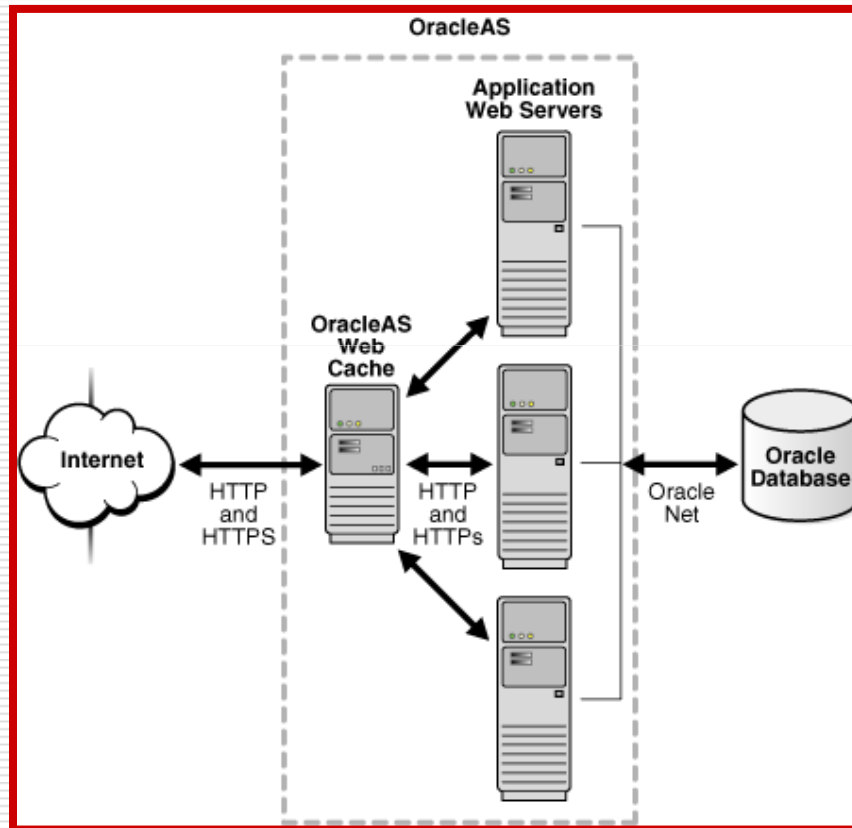 OracleAS
Application
Web Servers
OracleAS
Web
Cache
Internet
HTTP
and
HTTPS
HTTP
and
HTTPs
Oracle
Net
Oracle
Database